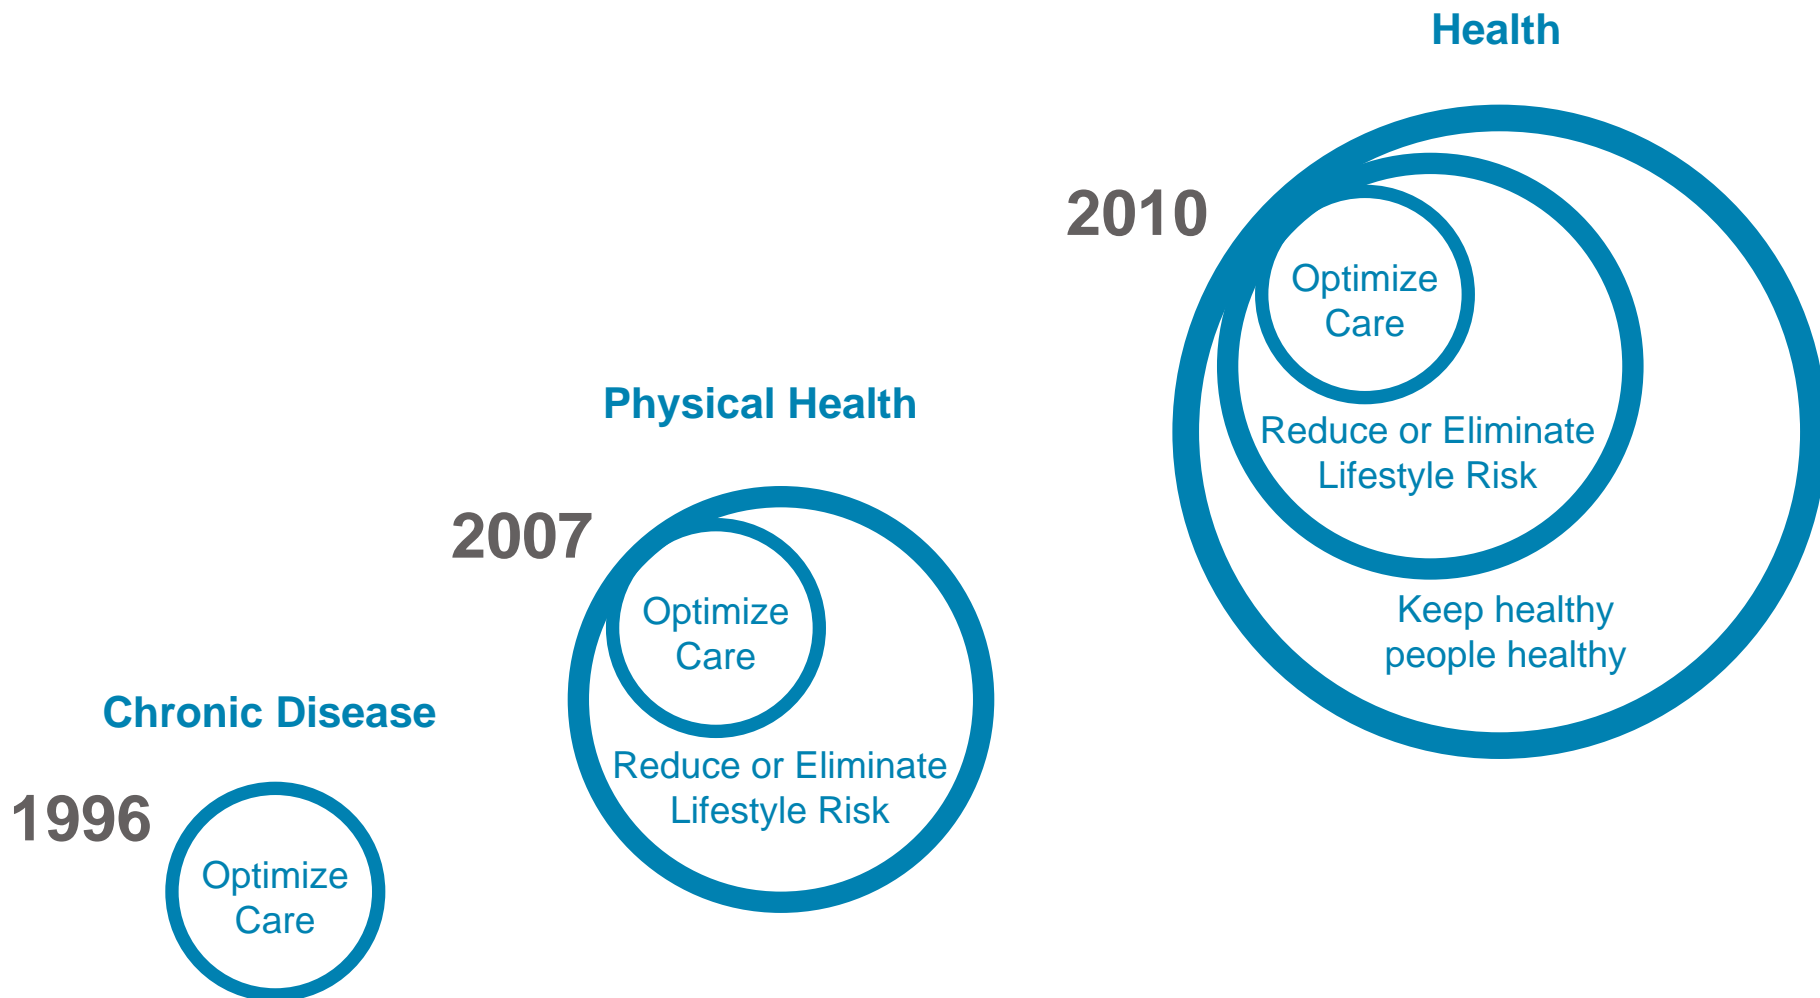 Health
2010
Optimize
Care
Reduce or Eliminate
Lifestyle Risk
Keep healthy
people healthy
Physical Health
2007
Optimize
Care
Reduce or Eliminate
Lifestyle Risk
Chronic Disease
1996
Optimize
Care